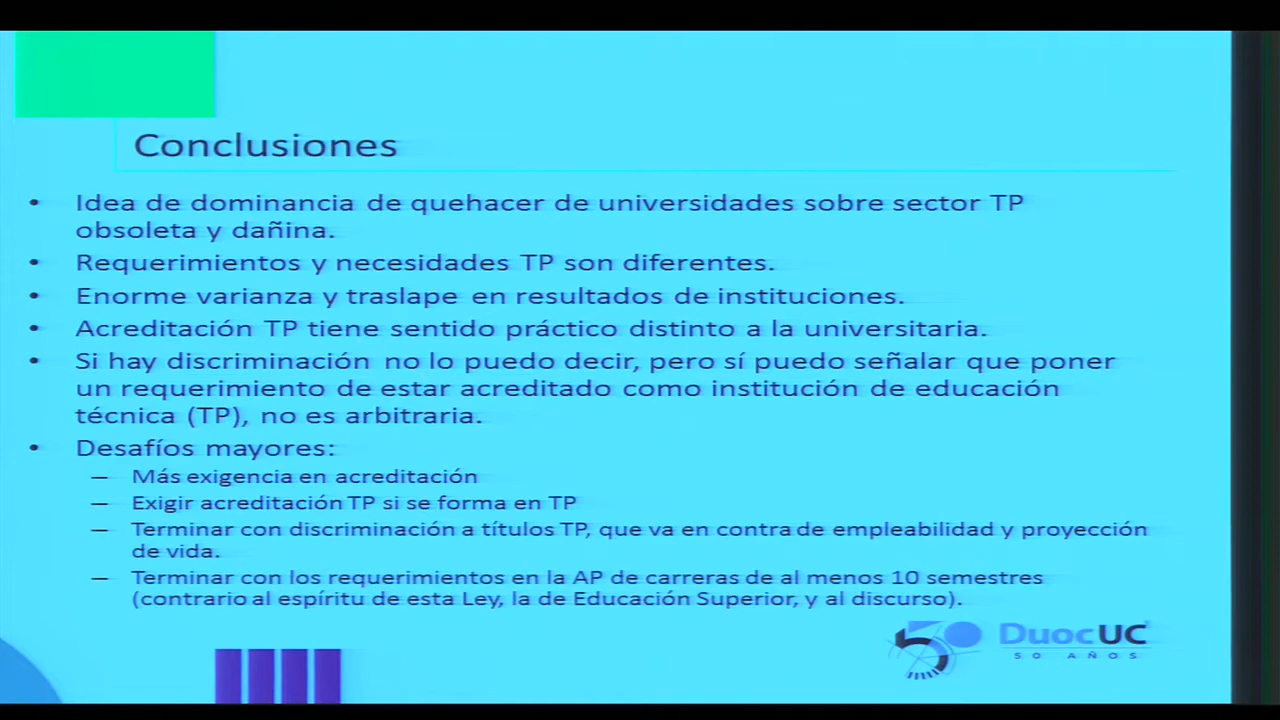 Conclusiones
• Idea de dominancia de quehacer de universidades sobre sector TP
obsoleta y dañina.
• Requerimientos y necesidades TP son diferentes.
• Enorme varianza y traslape en resultados de instituciones.
• Acreditación TP tiene sentido práctico distinto a la universitaria.
• Si hay discriminación no lo puedo decir, pero sí puedo señalar que poner
un requerimiento de estar acreditado como institución de educación
técnica (TP), no es arbitraria.
• Desafíos mayores:
– Más exigencia en acreditación
– Exigir acreditación TP si se forma en TP
– Terminar con discriminación a títulos TP, que va en contra de empleabilidad y proyección
de vida.
– Terminar con los requerimientos en la AP de carreras de al menos 10 semestres
(contrario al espíritu de esta Ley, la de Educación Superior, y al discurso).
50 DuocUC
50 AÑOS